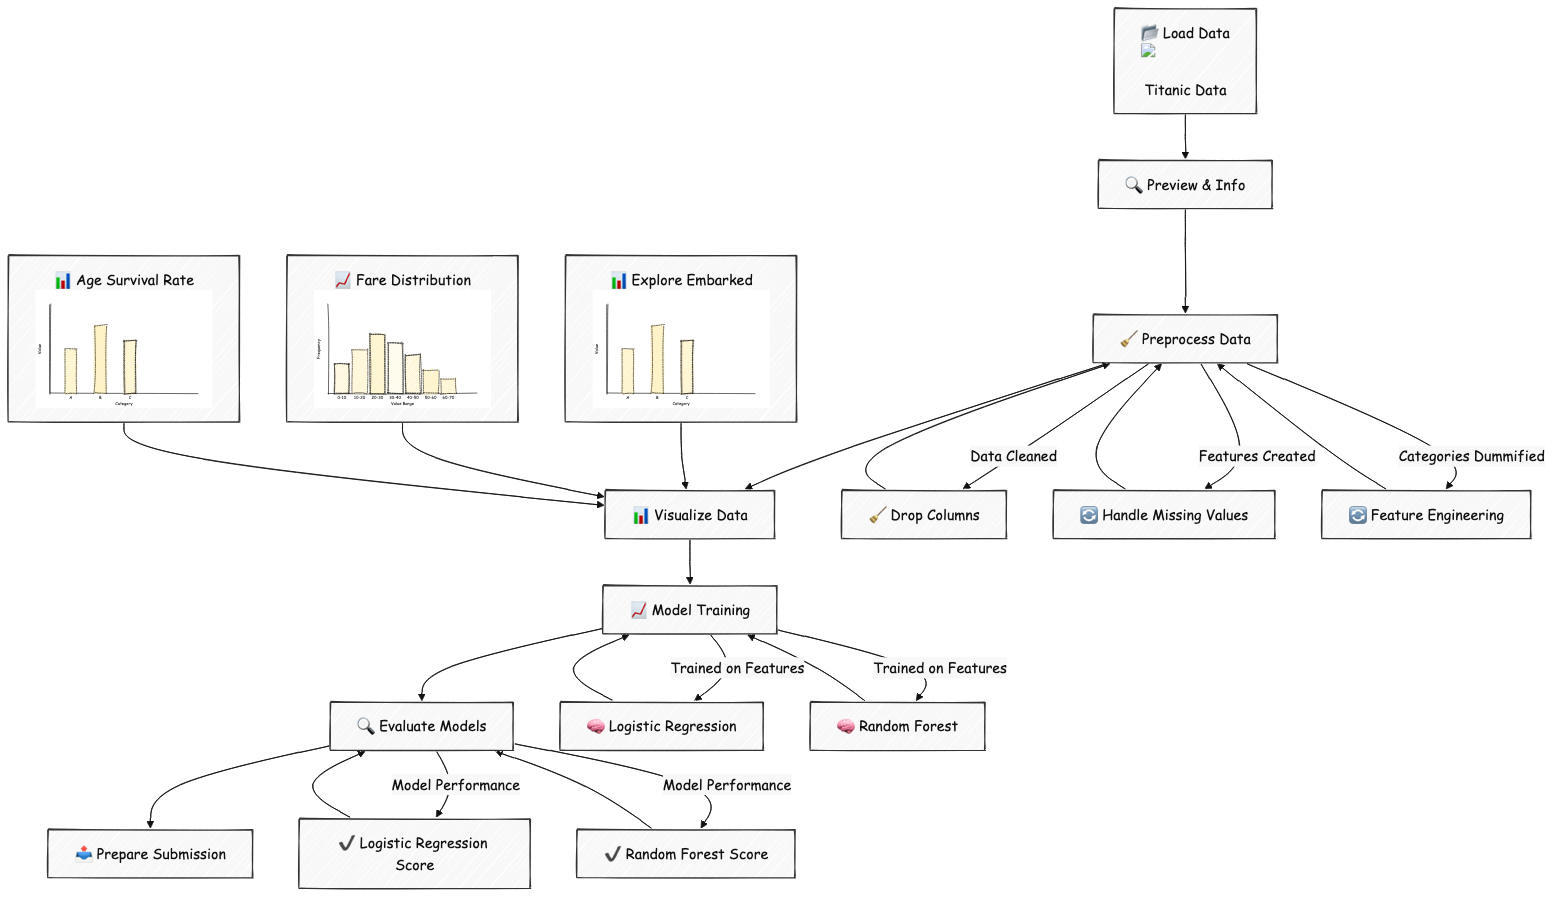 Load Data
Titanic Data
Preview & Info
Age Survival Rate
Value
A B C
Category
Fare Distribution
Frequency
0-10 10-20 20-30 30-40 40-50 50-60 60-70
Value Range
Explore Embarked
Value
A B C
Category
Preprocess Data
Data Cleaned
Features Created
Categories Dummified
Visualize Data
Drop Columns
Handle Missing Values
Feature Engineering
Model Training
Trained on Features
Trained on Features
Evaluate Models
Logistic Regression
Random Forest
Model Performance
Model Performance
Prepare Submission
Logistic Regression
Score
Random Forest Score